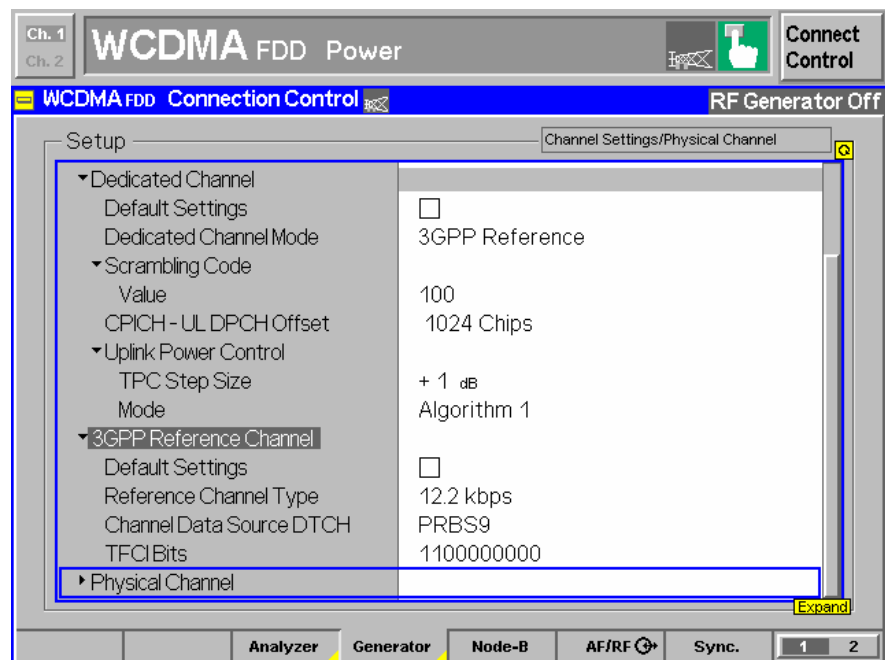 Ch. 1
Ch. 2
WCDMA FDD Power
Connect
Control
WCDMA FDD Connection Control
RF Generator Off
Setup
Channel Settings/Physical Channel
Dedicated Channel
Default Settings
Dedicated Channel Mode 3GPP Reference
Scrambling Code
Value 100
CPICH - UL DPCH Offset 1024 Chips
Uplink Power Control
TPC Step Size + 1 dB
Mode Algorithm 1
3GPP Reference Channel
Default Settings
Reference Channel Type 12.2 kbps
Channel Data Source DTCH PRBS9
TFCI Bits 1100000000
Physical Channel
Expand
Analyzer Generator Node-B AF/RF Sync. 1 2